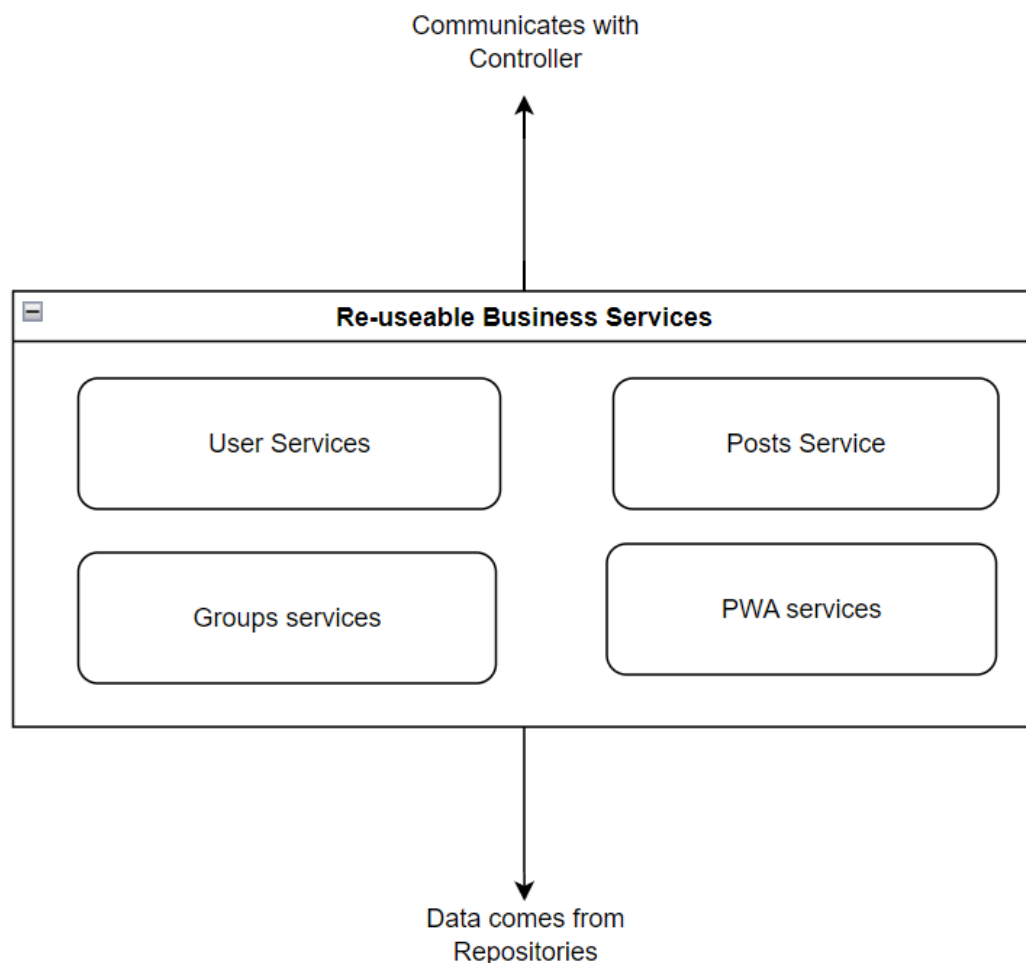 Communicates with
Controller
Re-useable Business Services
User Services
Posts Service
Groups services
PWA services
Data comes from
Repositories